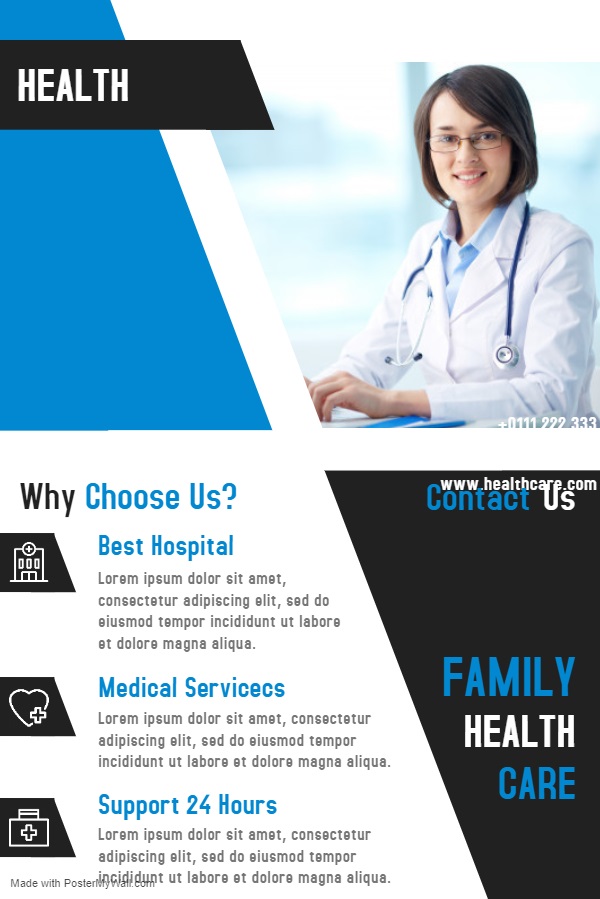 HEALTH
+0111 222 333
www.healthcare.com
Why Choose Us?
Contact Us
Best Hospital
Lorem ipsum dolor sit amet,
consectetur adipiscing elit, sed do
eiusmod tempor incididunt ut labore
et dolore magna aliqua.
Medical Servicecs
Lorem ipsum dolor sit amet, consectetur
adipiscing elit, sed do eiusmod tempor
incididunt ut labore et dolore magna aliqua.
FAMILY
HEALTH
CARE
Support 24 Hours
Lorem ipsum dolor sit amet, consectetur
adipiscing elit, sed do eiusmod tempor
incididunt ut labore et dolore magna aliqua.
Made with PosterMyWall.com